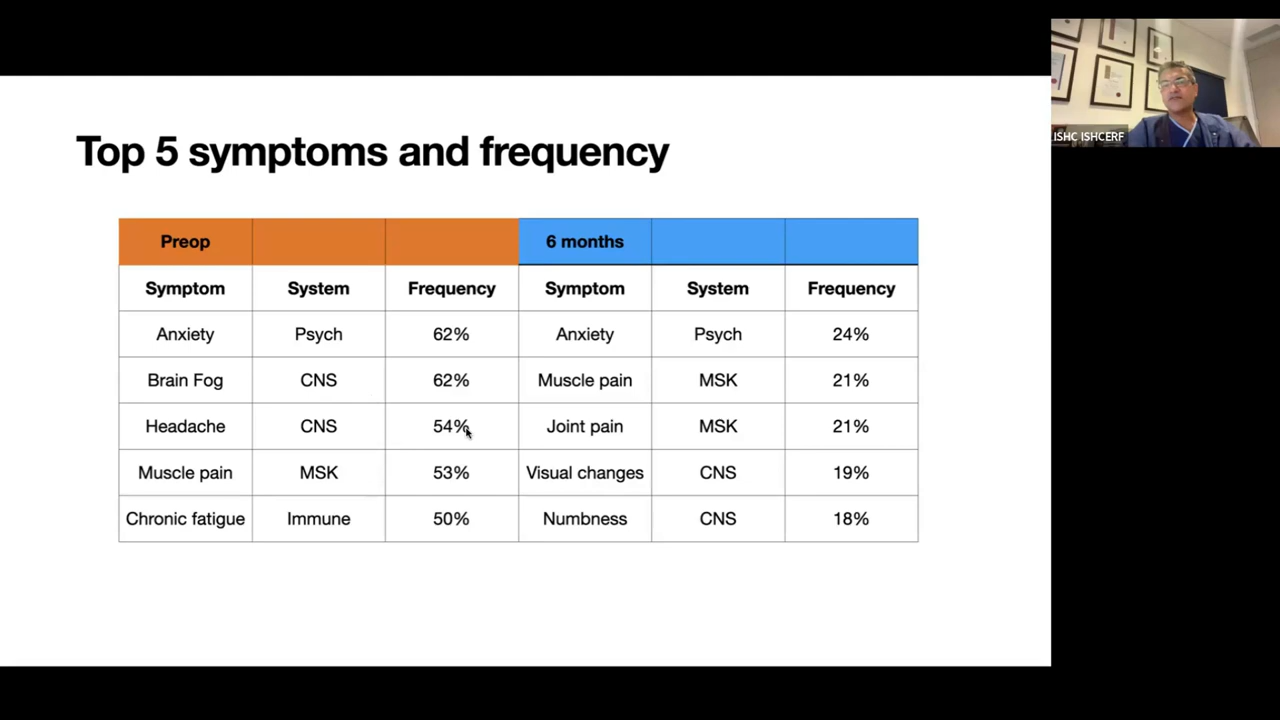 ISHC ISHCERF
Top 5 symptoms and frequency
Preop 6 months
Symptom System Frequency Symptom System Frequency
Anxiety Psych 62% Anxiety Psych 24%
Brain Fog CNS 62% Muscle pain MSK 21%
Headache CNS 54% Joint pain MSK 21%
Muscle pain MSK 53% Visual changes CNS 19%
Chronic fatigue Immune 50% Numbness CNS 18%